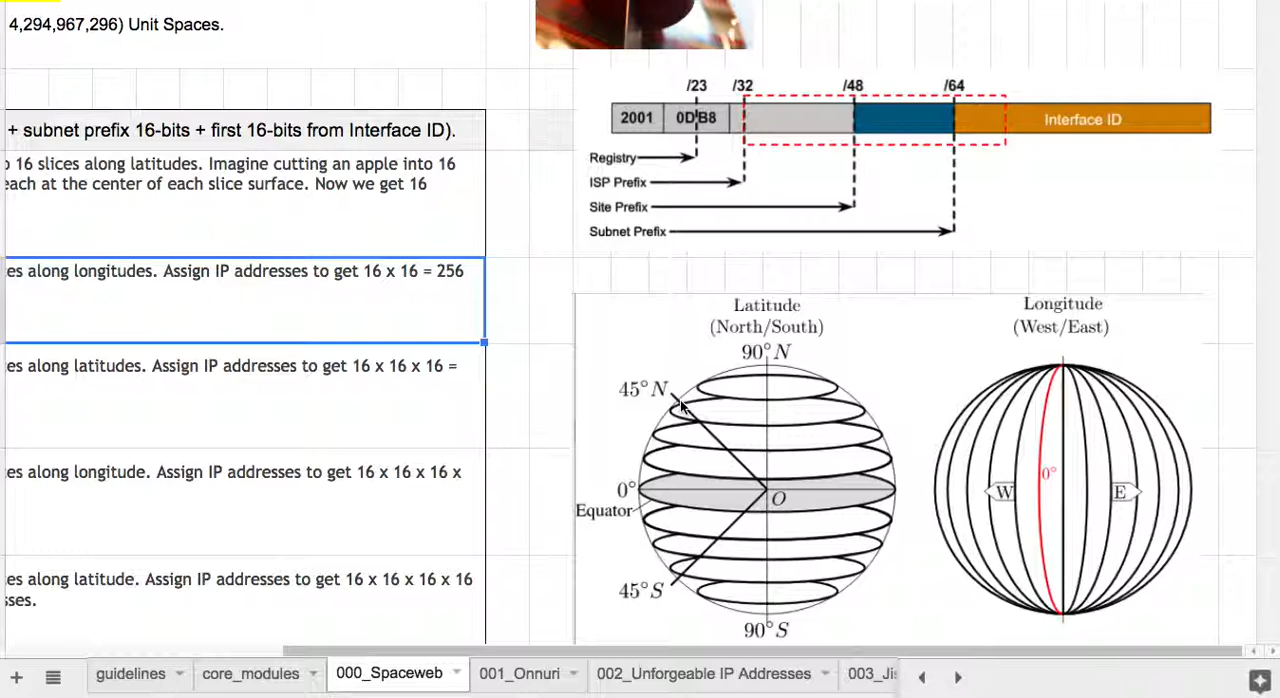 4,294,967,296) Unit Spaces.
+ subnet prefix 16-bits + first 16-bits from Interface ID).
16 slices along latitudes. Imagine cutting an apple into 16
each at the center of each slice surface. Now we get 16
es along longitudes. Assign IP addresses to get 16 x 16 = 256
es along latitudes. Assign IP addresses to get 16 x 16 x 16 =
es along longitude. Assign IP addresses to get 16 x 16 x 16 x
es along latitude. Assign IP addresses to get 16 x 16 x 16 x 16
sses.
/23 /32 /48 /64
2001 0DB8 Interface ID
Registry
ISP Prefix
Site Prefix
Subnet Prefix
Latitude
(North/South)
90° N
45° N
0°
O
Equator
45° S
90° S
Longitude
(West/East)
0°
W E
guidelines core_modules 000_Spaceweb 001_Onnuri 002_Unforgeable IP Addresses 003_Ji